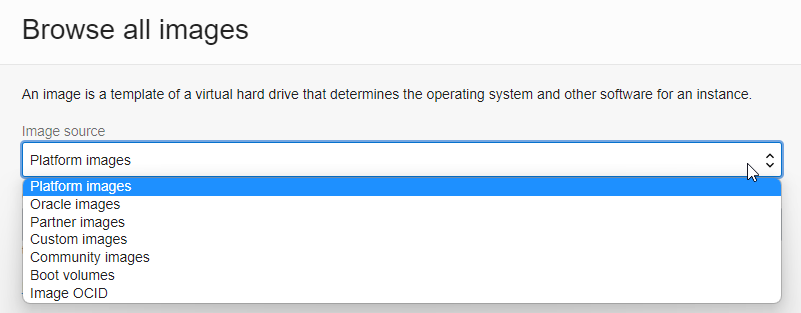 Browse all images
An image is a template of a virtual hard drive that determines the operating system and other software for an instance.
Image source
Platform images
Platform images
Oracle images
Partner images
Custom images
Community images
Boot volumes
Image OCID